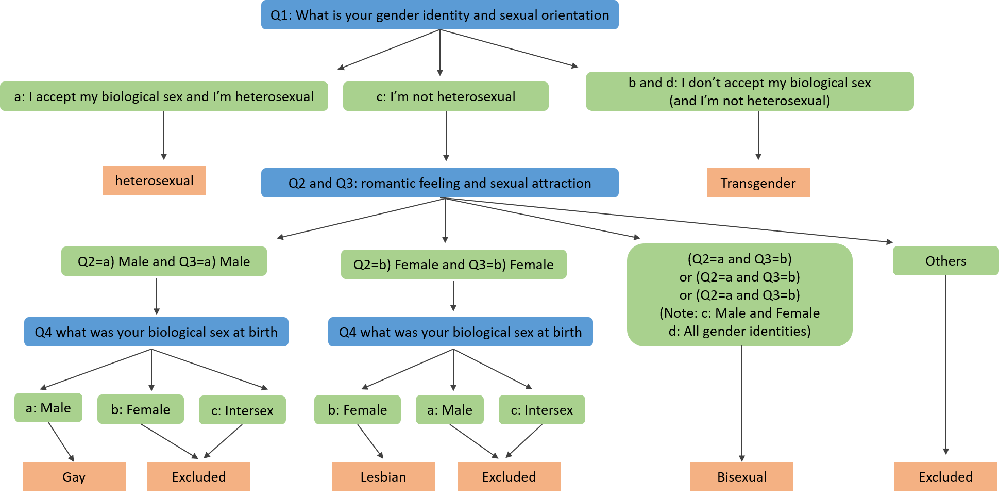 Q1: What is your gender identity and sexual orientation
a: I accept my biological sex and I’m heterosexual
c: I’m not heterosexual
b and d: I don’t accept my biological sex
(and I’m not heterosexual)
heterosexual
Q2 and Q3: romantic feeling and sexual attraction
Transgender
Q2=a) Male and Q3=a) Male
Q2=b) Female and Q3=b) Female
(Q2=a and Q3=b)
or (Q2=a and Q3=b)
or (Q2=a and Q3=b)
(Note: c: Male and Female
d: All gender identities)
Others
Q4 what was your biological sex at birth
Q4 what was your biological sex at birth
a: Male
b: Female
c: Intersex
b: Female
a: Male
c: Intersex
Gay
Excluded
Lesbian
Excluded
Bisexual
Excluded